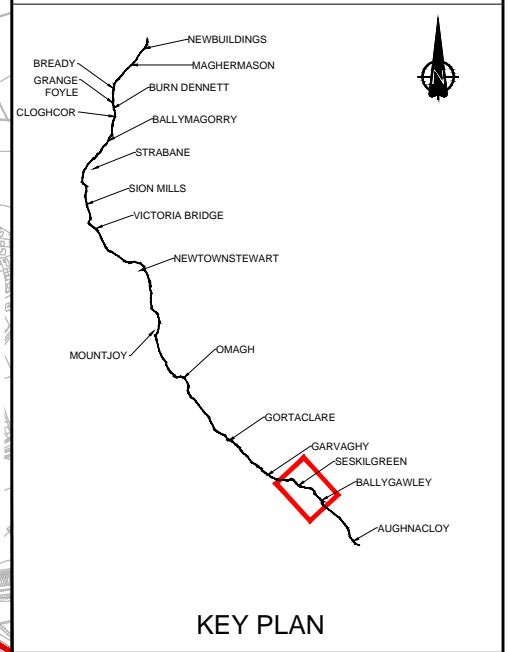 NEWBUILDINGS
MAGHERMASON
BREADY
GRANGE
FOYLE
BURN DENNETT
CLOGHCOR
BALLYMAGORRY
STRABANE
SION MILLS
VICTORIA BRIDGE
NEWTOWNSTEWART
MOUNTJOY
OMAGH
GORTACLARE
GARVAGHY
SESKILGREEN
BALLYGAWLEY
AUGHNACLOY
N
KEY PLAN